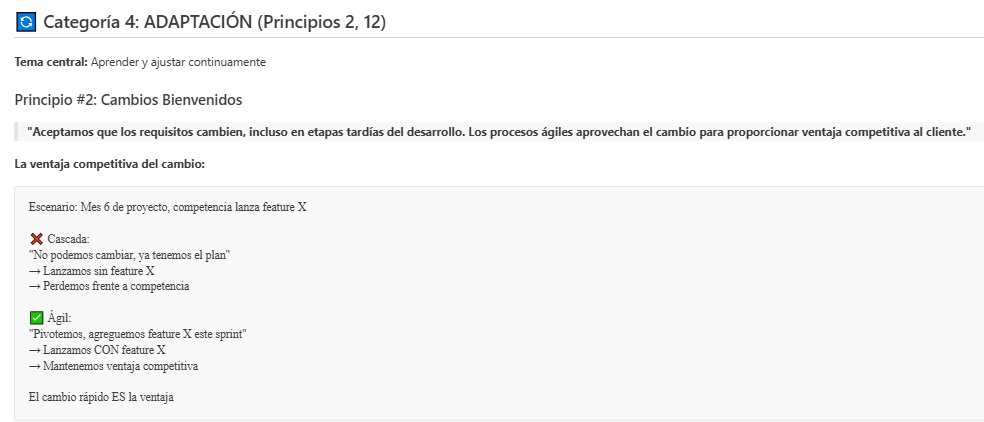 🔄 Categoría 4: ADAPTACIÓN (Principios 2, 12)
Tema central: Aprender y ajustar continuamente
Principio #2: Cambios Bienvenidos
"Aceptamos que los requisitos cambien, incluso en etapas tardías del desarrollo. Los procesos ágiles aprovechan el cambio para proporcionar ventaja competitiva al cliente."
La ventaja competitiva del cambio:
Escenario: Mes 6 de proyecto, competencia lanza feature X
❌ Cascada:
"No podemos cambiar, ya tenemos el plan"
→ Lanzamos sin feature X
→ Perdemos frente a competencia
✅ Ágil:
"Pivotemos, agreguemos feature X este sprint"
→ Lanzamos CON feature X
→ Mantenemos ventaja competitiva
El cambio rápido ES la ventaja